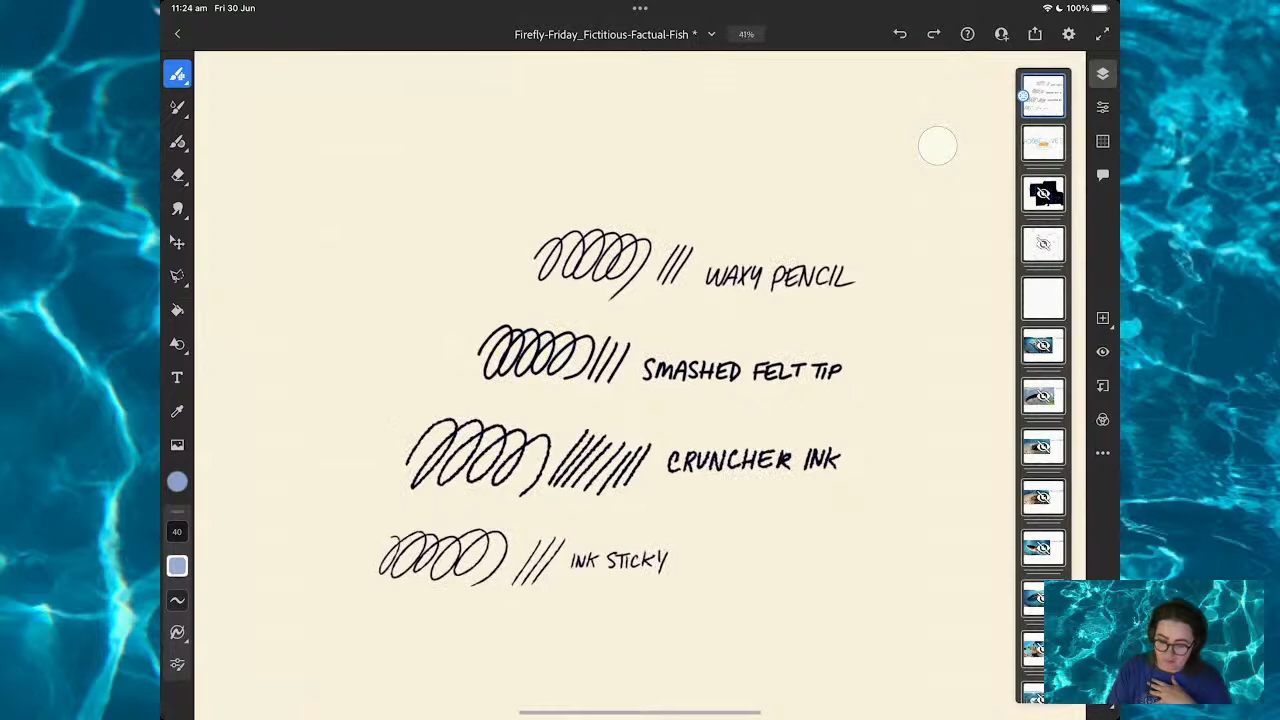 11:24 am Fri 30 Jun
100%
Firefly-Friday_Fictitious-Factual-Fish *
41%
WAXY PENCIL
SMASHED FELT TIP
CRUNCHER INK
INK STICKY
40